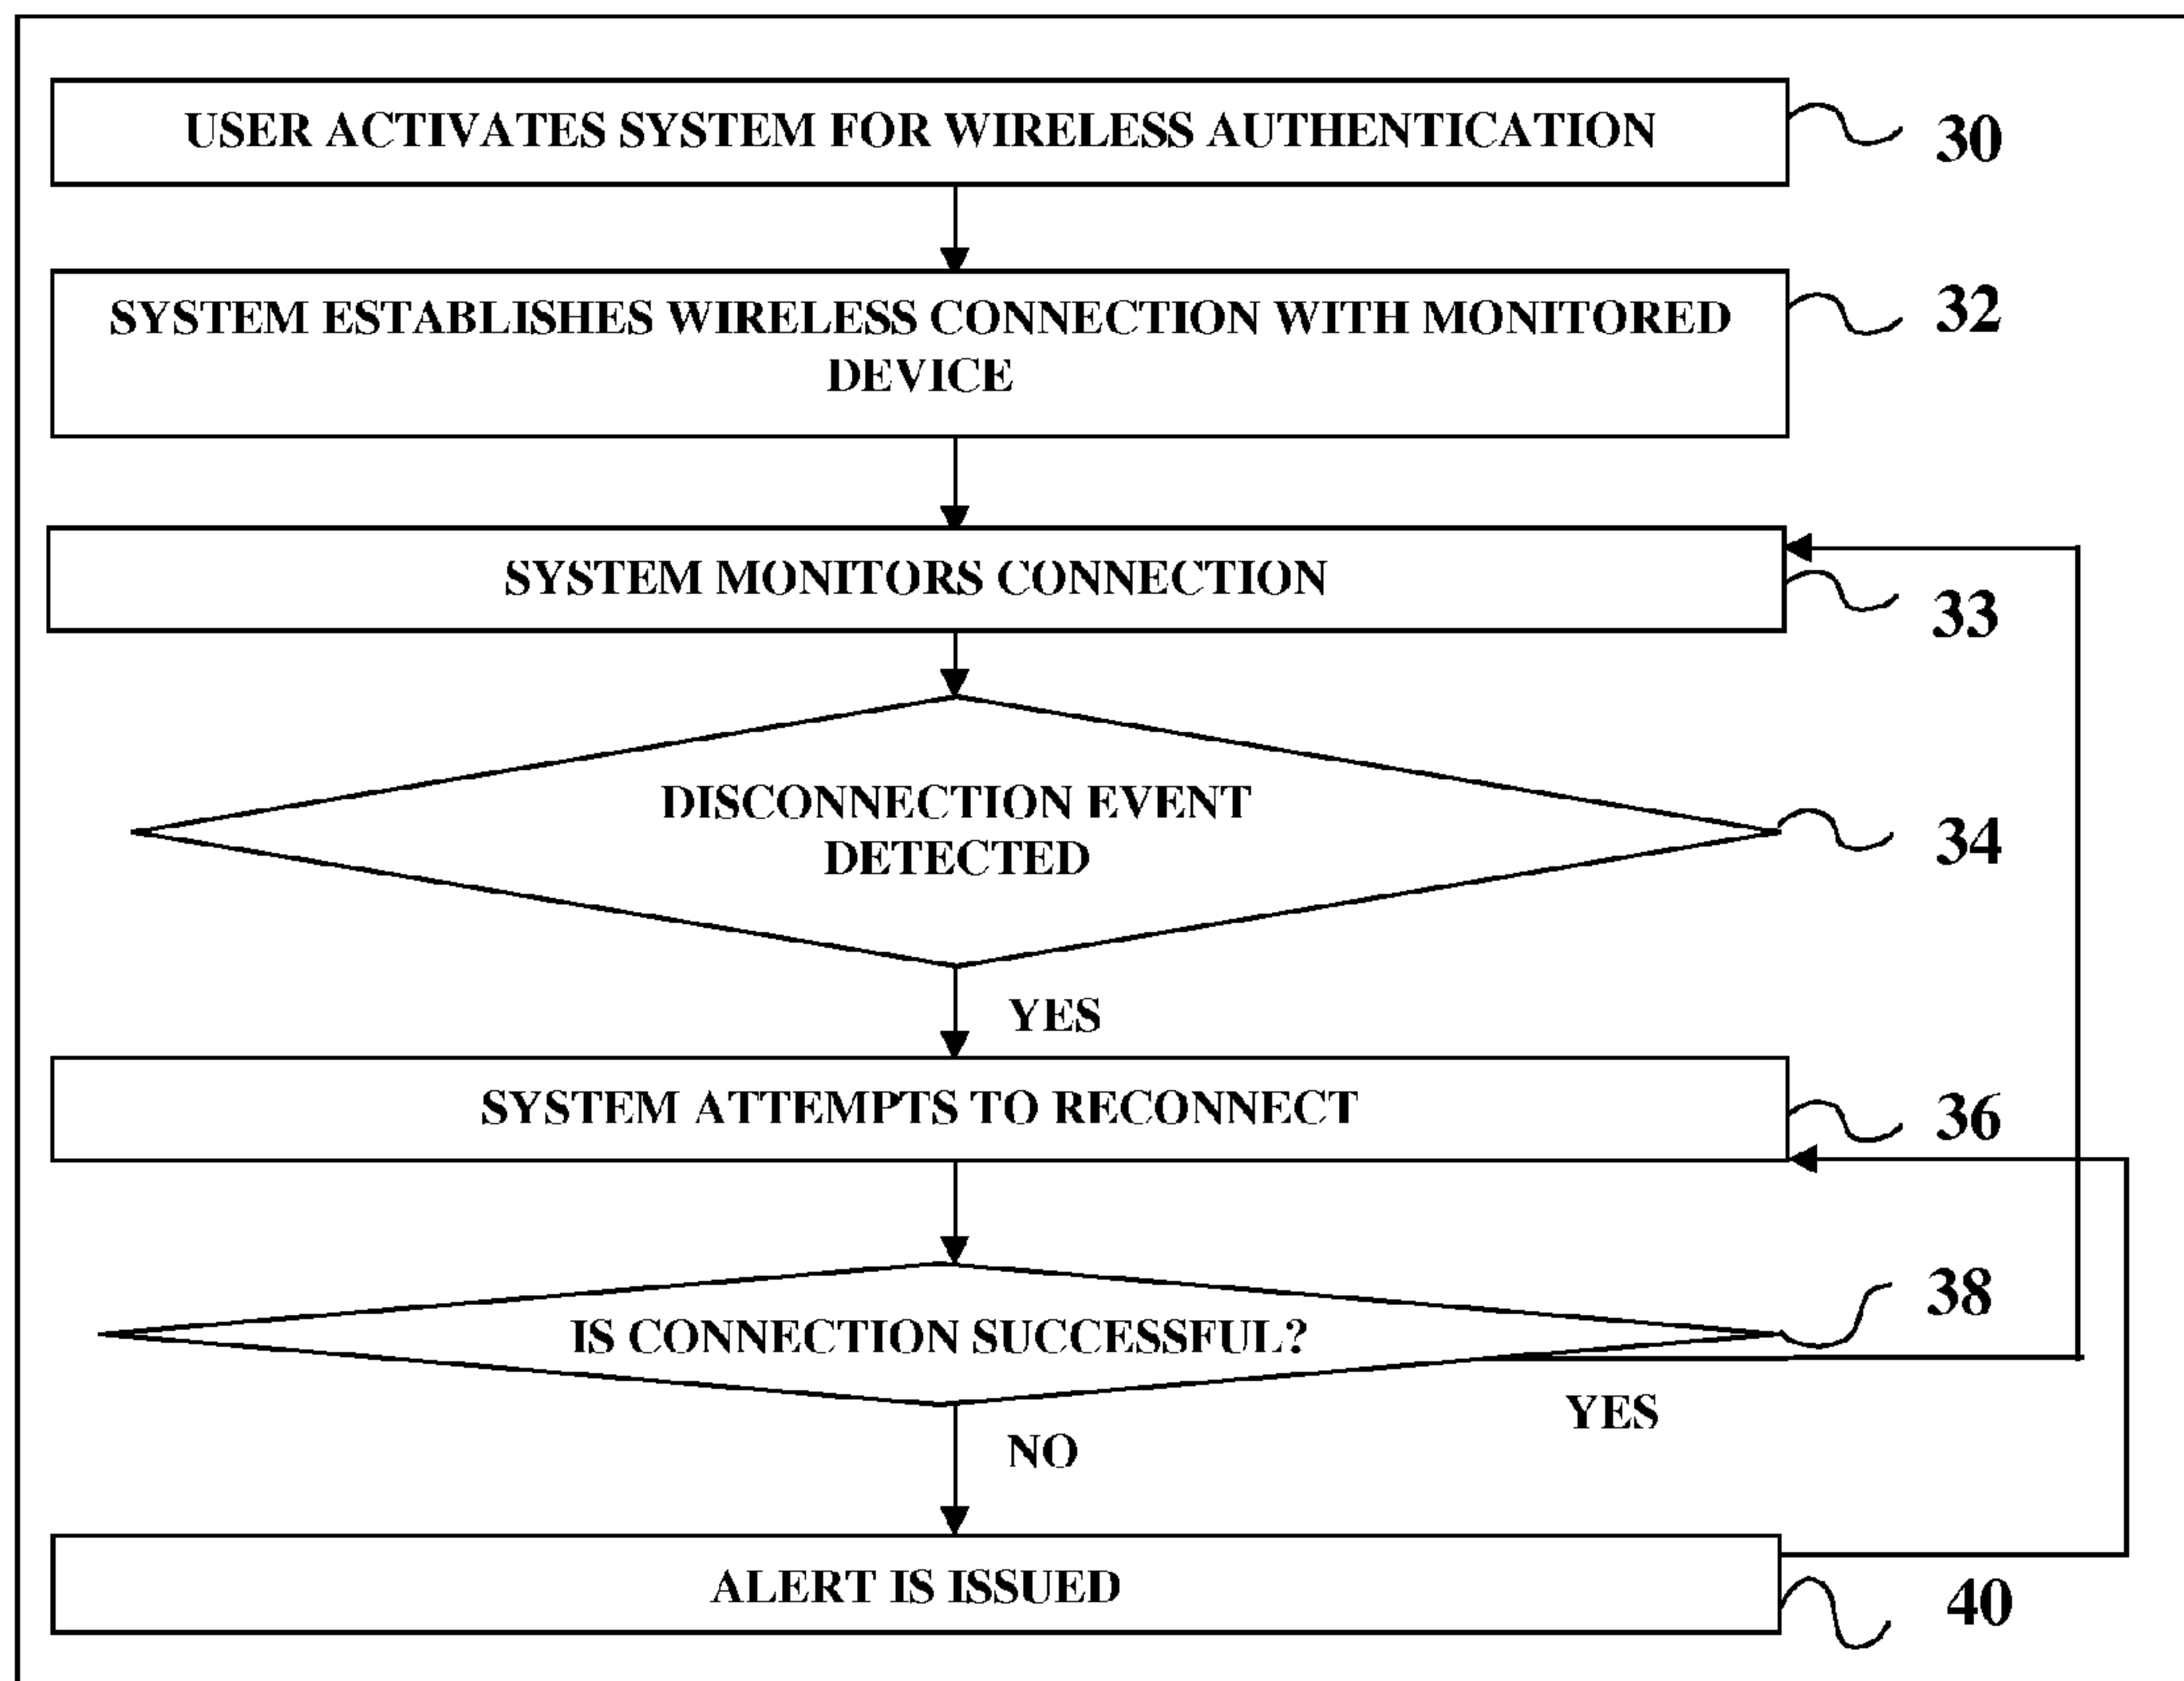 USER ACTIVATES SYSTEM FOR WIRELESS AUTHENTICATION
30
SYSTEM ESTABLISHES WIRELESS CONNECTION WITH MONITORED
DEVICE
32
SYSTEM MONITORS CONNECTION
33
DISCONNECTION EVENT
DETECTED
34
YES
SYSTEM ATTEMPTS TO RECONNECT
36
IS CONNECTION SUCCESSFUL?
38
YES
NO
ALERT IS ISSUED
40